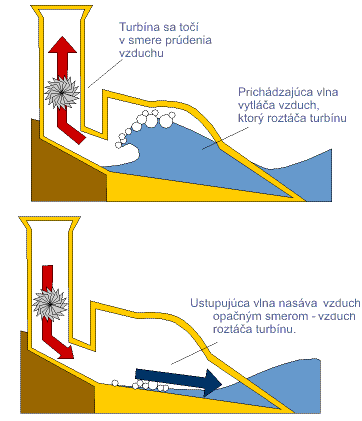 Turbína sa točí
v smere prúdenia
vzduchu
Prichádzajúca vlna
vytláča vzduch,
ktorý roztáča turbínu
Ustupujúca vlna nasáva vzduch
opačným smerom - vzduch
roztáča turbínu.